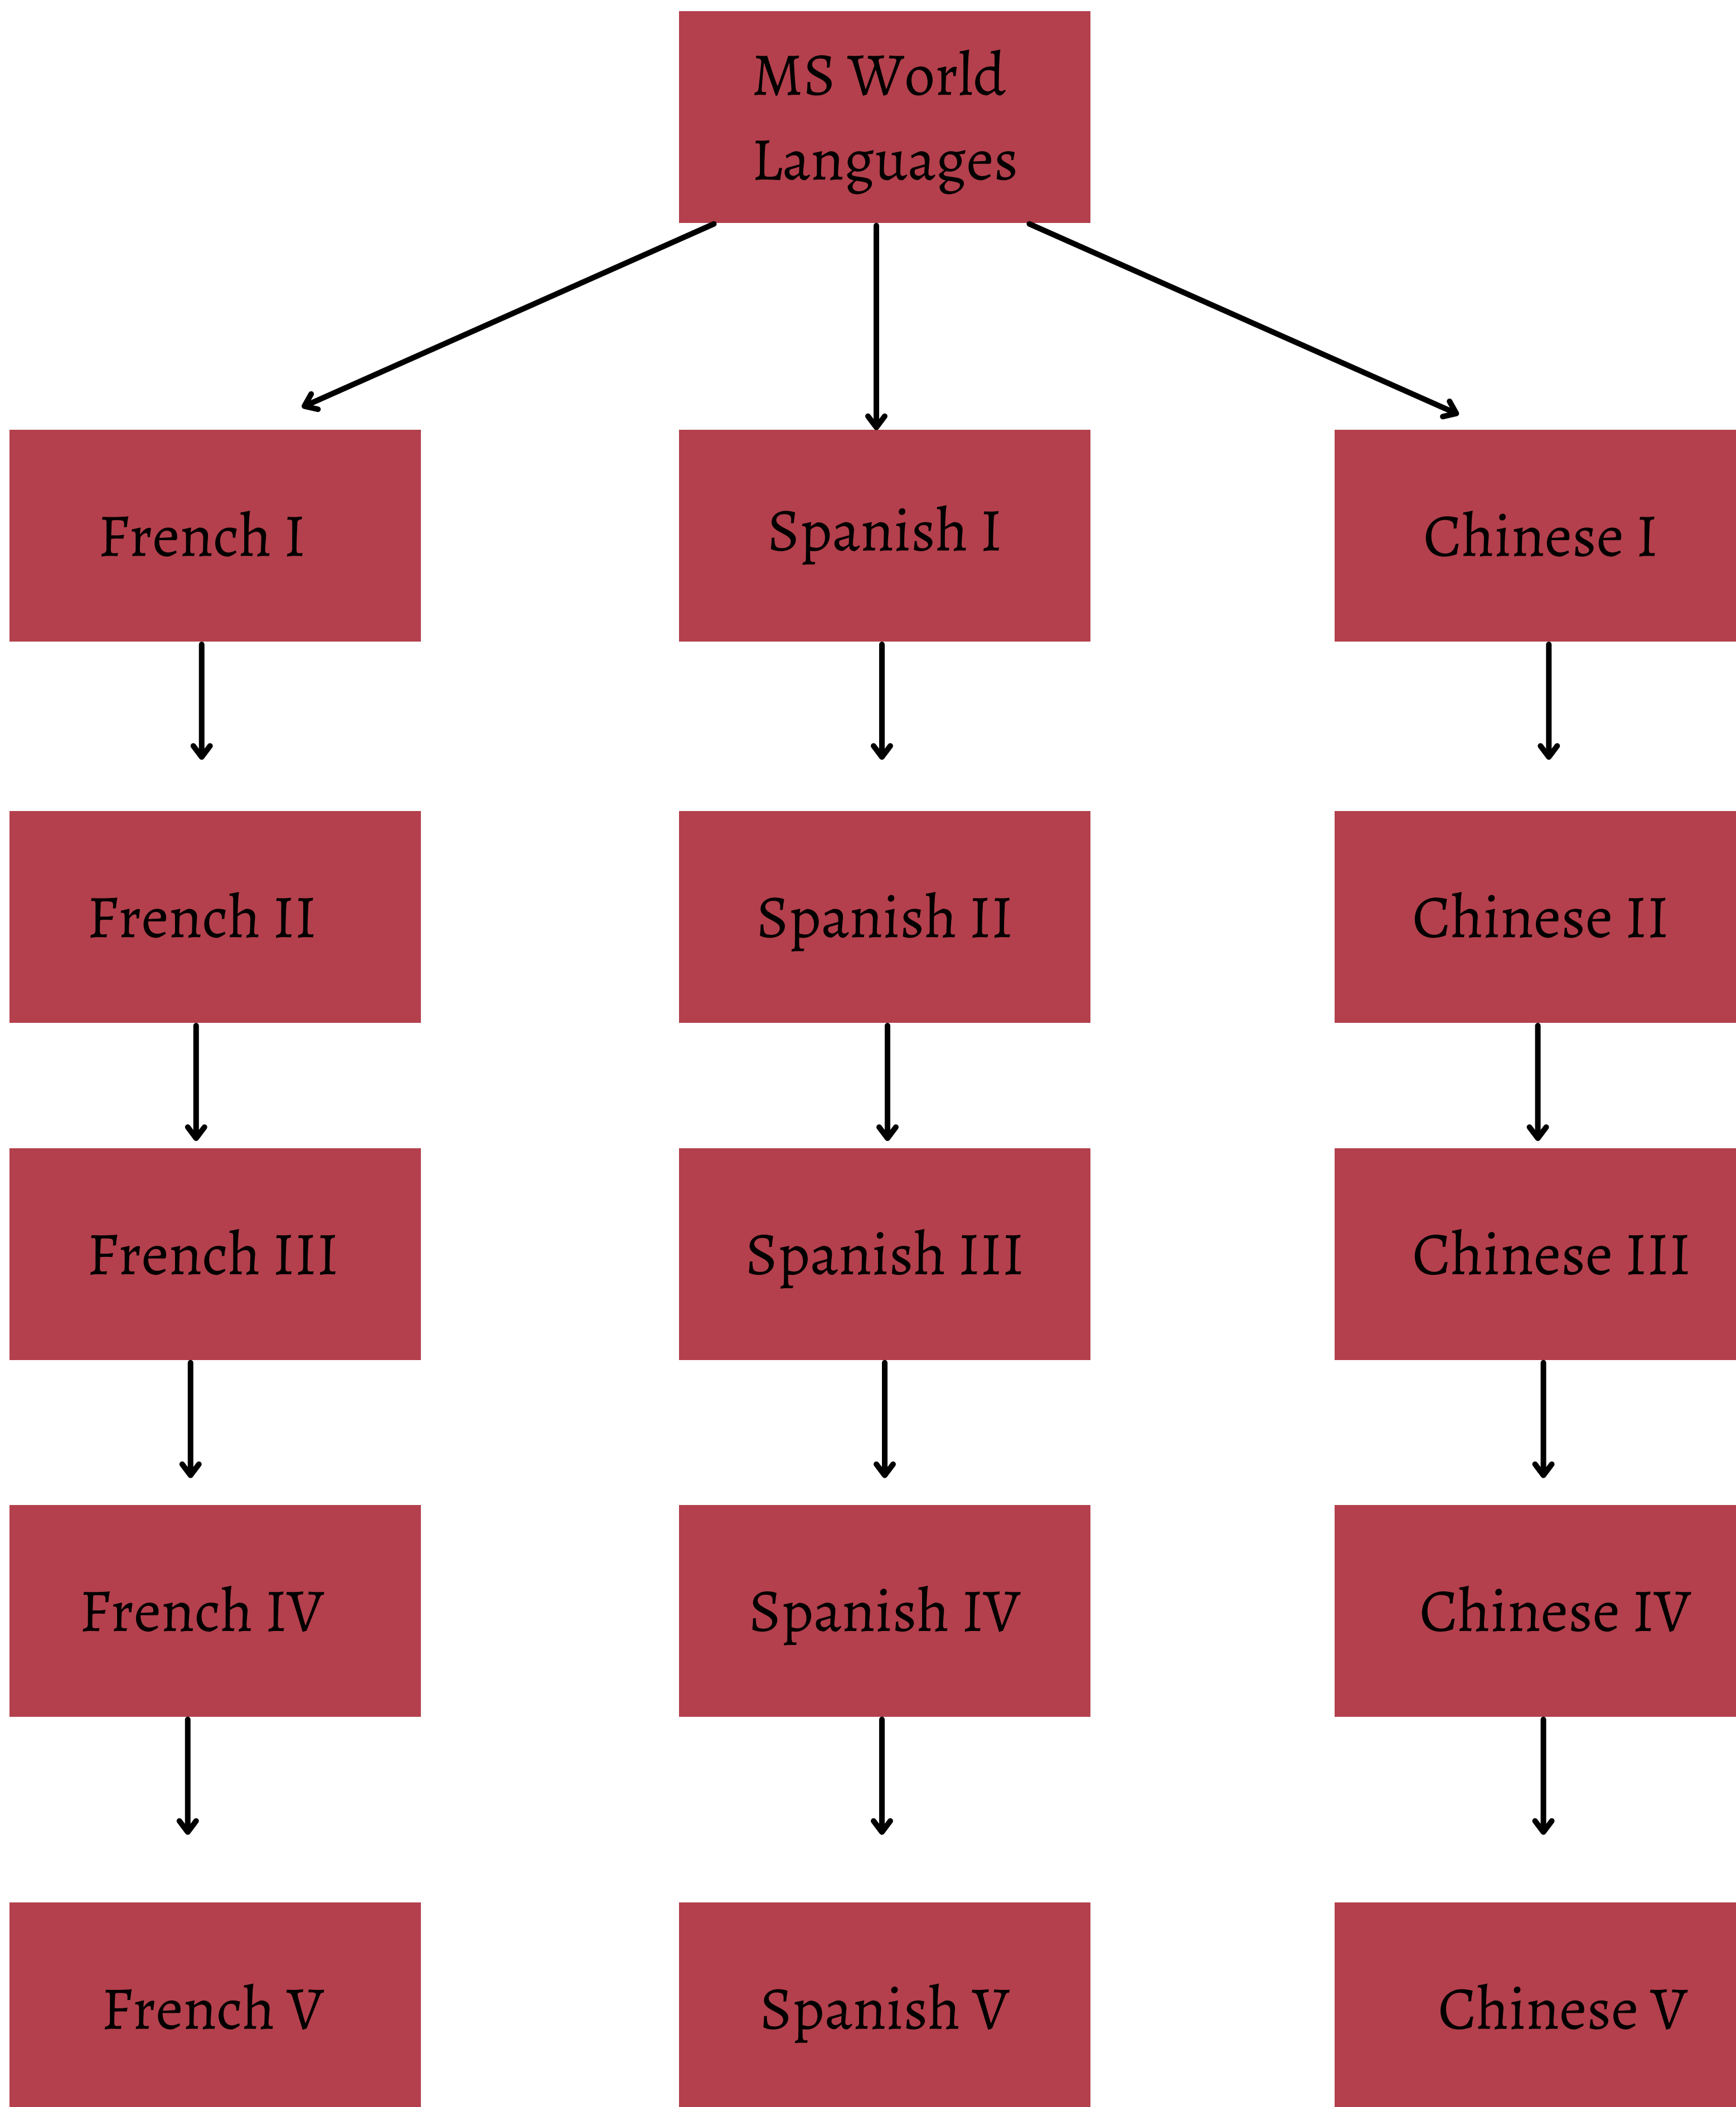 MS World
Languages
French I
Spanish I
Chinese I
French II
Spanish II
Chinese II
French III
Spanish III
Chinese III
French IV
Spanish IV
Chinese IV
French V
Spanish V
Chinese V